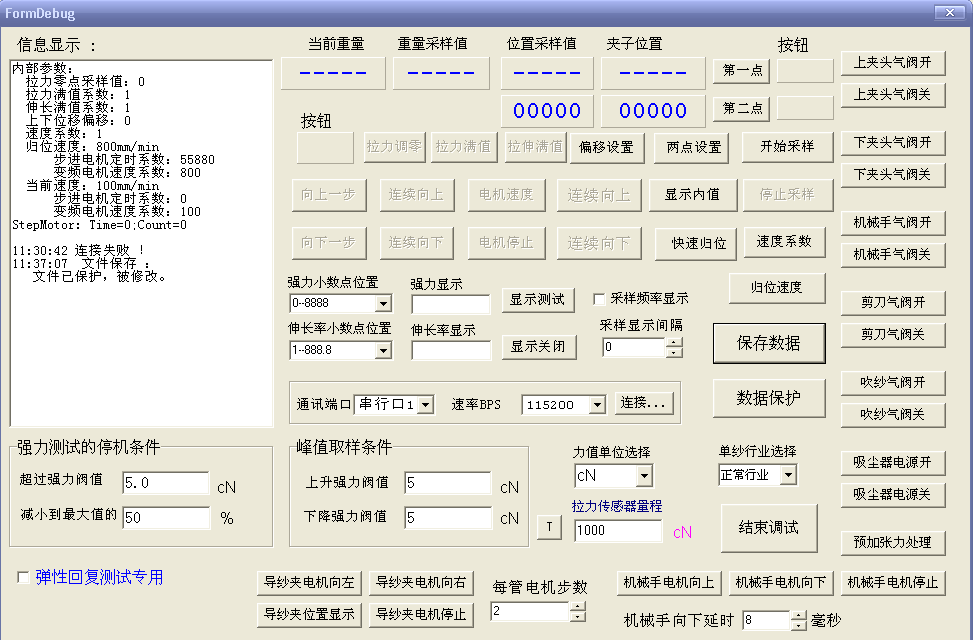 FormDebug
信息显示 :
当前重量 重量采样值 位置采样值 夹子位置 按钮
内部参数:
拉力零点采样值: 0
拉力满值系数: 1
伸长满值系数: 1
上下位移偏移: 0
速度系数: 1
归位速度: 800mm/min
步进电机定时系数: 55880
变频电机速度系数: 800
当前速度: 100mm/min
步进电机定时系数: 0
变频电机速度系数: 100
StepMotor: Time=0;Count=0
11:30:42 连接失败 !
11:37:07 文件保存 :
文件已保护, 被修改。
----- ----- ----- ----- 第一点
00000 00000 第二点
按钮
拉力调零 拉力满值 拉伸满值 偏移设置 两点设置 开始采样
向上一步 连续向上 电机速度 连续向上 显示内值 停止采样
向下一步 连续向下 电机停止 连续向下 快速归位 速度系数
强力小数点位置 强力显示 归位速度
0--8888 显示测试 采样频率显示
伸长率小数点位置 伸长率显示 采样显示间隔
1--888.8 显示关闭 0 保存数据
通讯端口 串行口1 速率BPS 115200 连接... 数据保护
上夹头气阀开
上夹头气阀关
下夹头气阀开
下夹头气阀关
机械手气阀开
机械手气阀关
剪刀气阀开
剪刀气阀关
吹纱气阀开
吹纱气阀关
吸尘器电源开
吸尘器电源关
预加张力处理
强力测试的停机条件
超过强力阀值 5.0 cN
减小到最大值的 50 %
峰值取样条件
上升强力阀值 5 cN
下降强力阀值 5 cN
T
力值单位选择
cN
拉力传感器量程
1000 cN
单纱行业选择
正常行业
结束调试
弹性回复测试专用
导纱夹电机向左 导纱夹电机向右
导纱夹位置显示 导纱夹电机停止
每管电机步数
2
机械手电机向上 机械手电机向下 机械手电机停止
机械手向下延时 8 毫秒